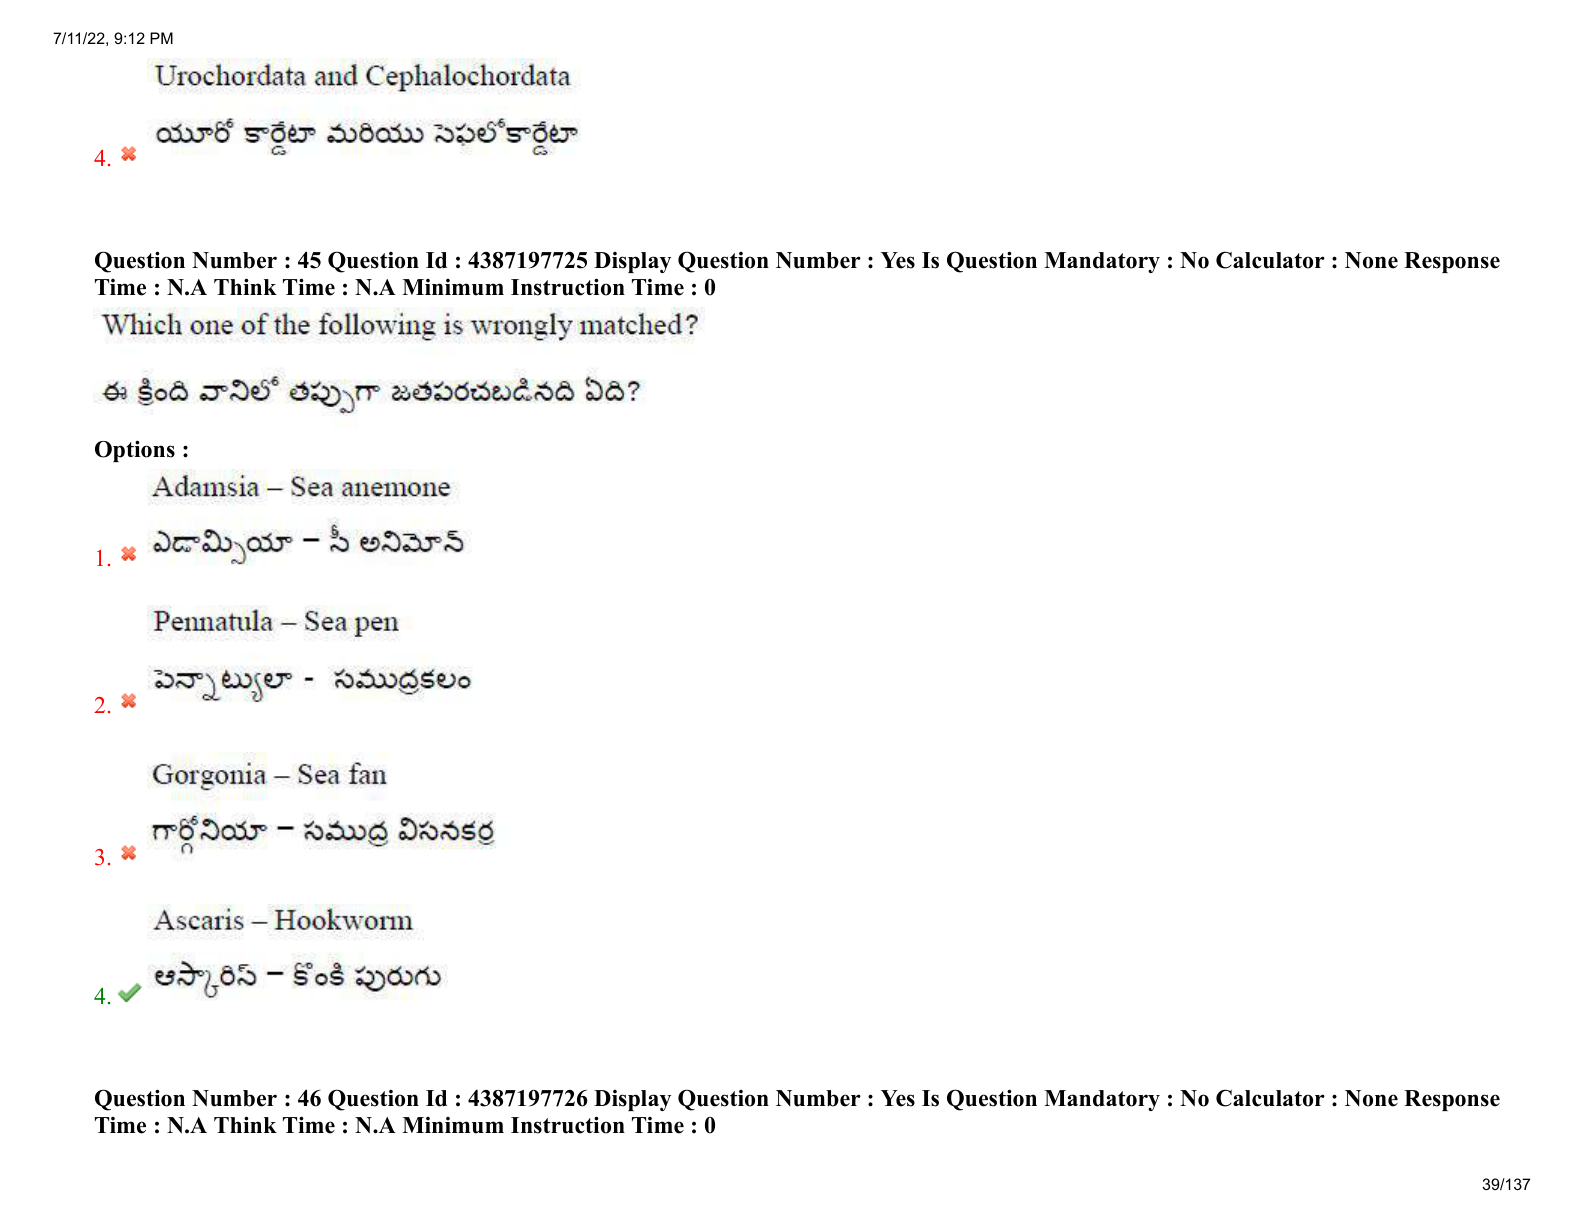 7/11/22, 9:12 PM
Urochordata and Cephalochordata
యూరో కార్డేటా మరియు సెఫలోకార్డేటా
4.
Question Number : 45 Question Id : 4387197725 Display Question Number : Yes Is Question Mandatory : No Calculator : None Response
Time : N.A Think Time : N.A Minimum Instruction Time : 0
Which one of the following is wrongly matched?
ఈ క్రింది వానిలో తప్పుగా జతపరచబడినది ఏది?
Options :
Adamsia – Sea anemone
ఎడామ్సియా – సీ అనిమోన్
1.
Pennatula – Sea pen
పెన్నాట్యులా - సముద్రకలం
2.
Gorgonia – Sea fan
గార్గోనియా – సముద్ర విసనకర్ర
3.
Ascaris – Hookworm
ఆస్కారిస్ – కొంకి పురుగు
4.
Question Number : 46 Question Id : 4387197726 Display Question Number : Yes Is Question Mandatory : No Calculator : None Response
Time : N.A Think Time : N.A Minimum Instruction Time : 0
39/137